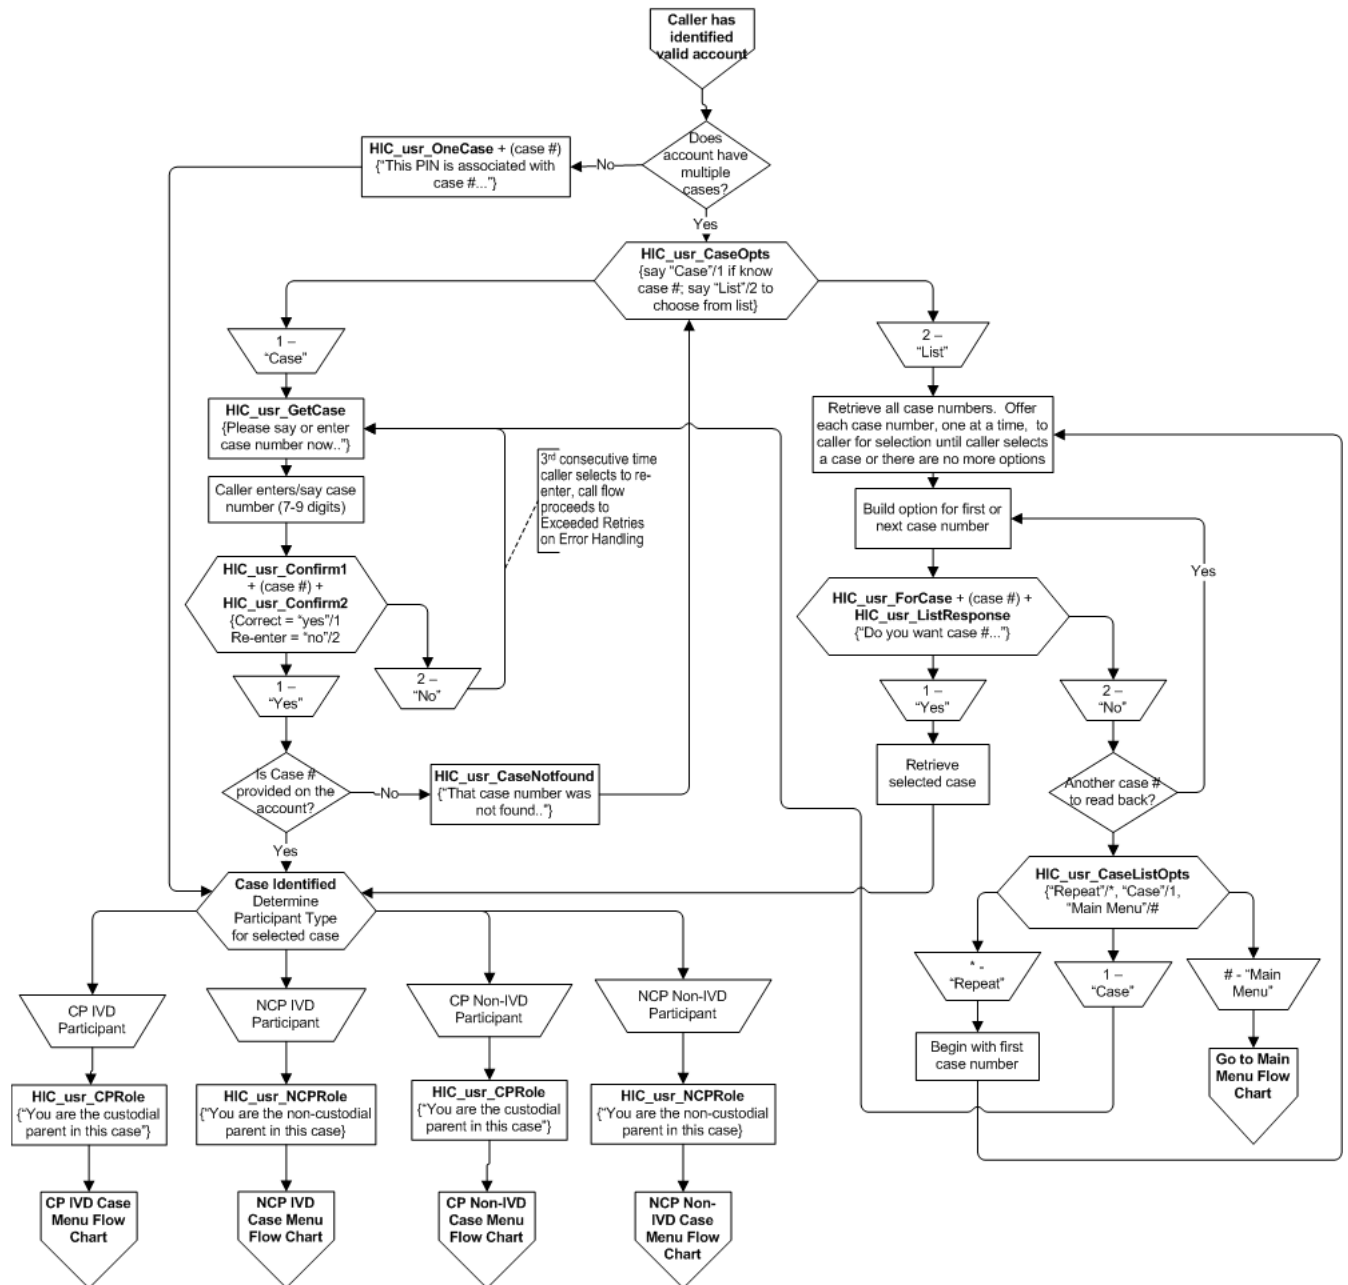 Caller has
identified
valid account
Does
account have
multiple
cases?
No
HIC_usr_OneCase + (case #)
{“This PIN is associated with
case #...”}
Yes
HIC_usr_CaseOpts
{say “Case”/1 if know
case #; say “List”/2 to
choose from list}
1 –
“Case”
2 –
“List”
HIC_usr_GetCase
{Please say or enter
case number now..”}
Retrieve all case numbers. Offer
each case number, one at a time, to
caller for selection until caller selects
a case or there are no more options
3rd consecutive time
caller selects to re-
enter, call flow
proceeds to
Exceeded Retries
on Error Handling
Caller enters/say case
number (7-9 digits)
Build option for first or
next case number
HIC_usr_Confirm1
+ (case #) +
HIC_usr_Confirm2
{Correct = “yes”/1
Re-enter = “no”/2
Yes
HIC_usr_ForCase + (case #) +
HIC_usr_ListResponse
{“Do you want case #...”}
1 –
“Yes”
2 –
“No”
1 –
“Yes”
2 –
“No”
Is Case #
provided on the
account?
No
HIC_usr_CaseNotfound
{“That case number was
not found..”}
Retrieve
selected case
Another case #
to read back?
Yes
Case Identified
Determine
Participant Type
for selected case
HIC_usr_CaseListOpts
{“Repeat”/*, “Case”/1,
“Main Menu”/#
* -
“Repeat”
1 –
“Case”
# - “Main
Menu”
CP IVD
Participant
NCP IVD
Participant
CP Non-IVD
Participant
NCP Non-IVD
Participant
Begin with first
case number
Go to Main
Menu Flow
Chart
HIC_usr_CPRole
{“You are the custodial
parent in this case”}
HIC_usr_NCPRole
{“You are the non-custodial
parent in this case}
HIC_usr_CPRole
{“You are the custodial
parent in this case”}
HIC_usr_NCPRole
{“You are the non-custodial
parent in this case}
CP IVD Case
Menu Flow
Chart
NCP IVD
Case Menu
Flow Chart
CP Non-IVD
Case Menu
Flow Chart
NCP Non-
IVD Case
Menu Flow
Chart